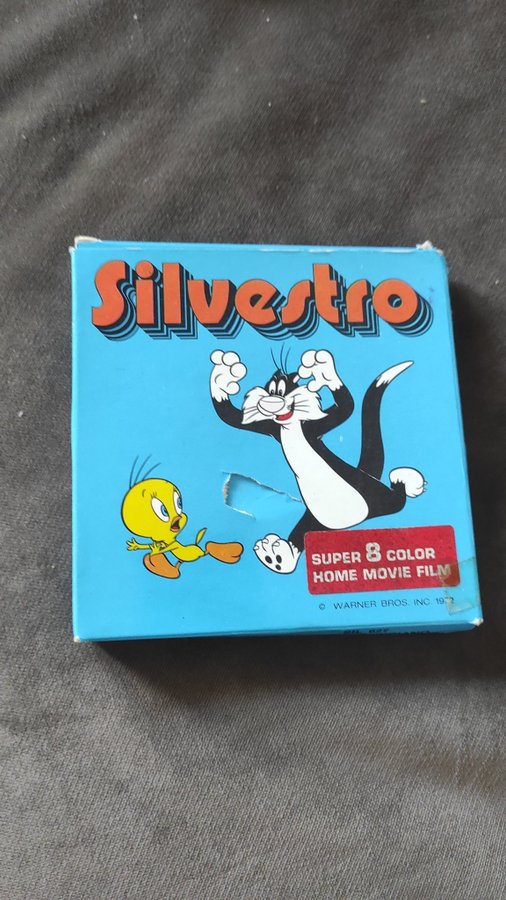 Silvestro
SUPER 8 COLOR
HOME MOVIE FILM
© WARNER BROS. INC.